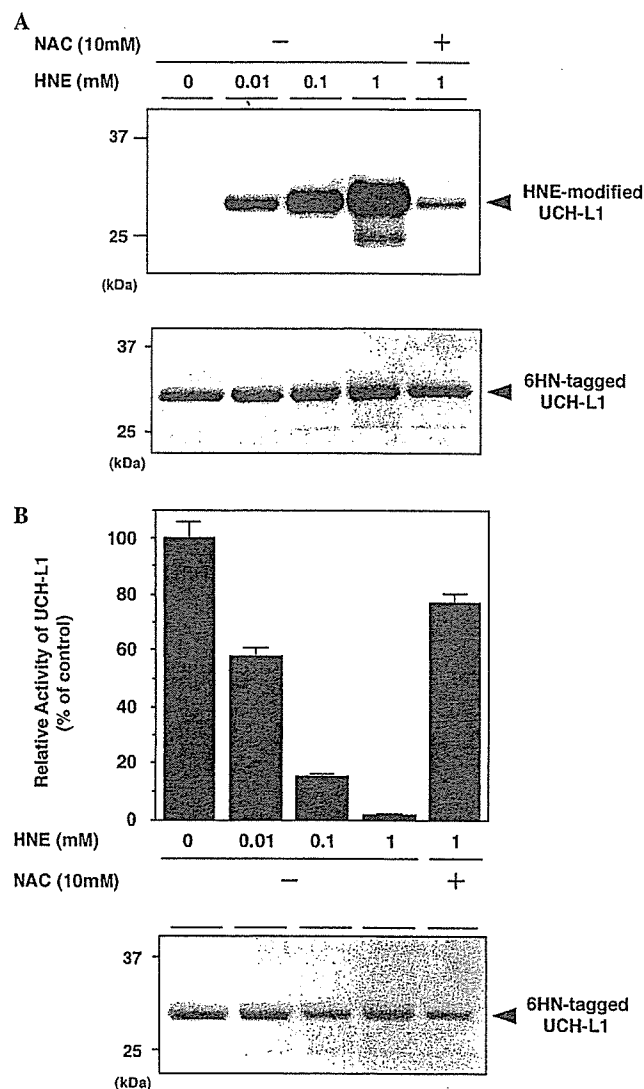 A
NAC (10mM) − +
HNE (mM) 0 0.01 0.1 1 1
37
HNE-modified
UCH-L1
25
(kDa)
37
6HN-tagged
UCH-L1
25
(kDa)
B
Relative Activity of UCH-L1
(% of control)
100
80
60
40
20
0
HNE (mM) 0 0.01 0.1 1 1
NAC (10mM) − +
37
6HN-tagged
UCH-L1
25
(kDa)